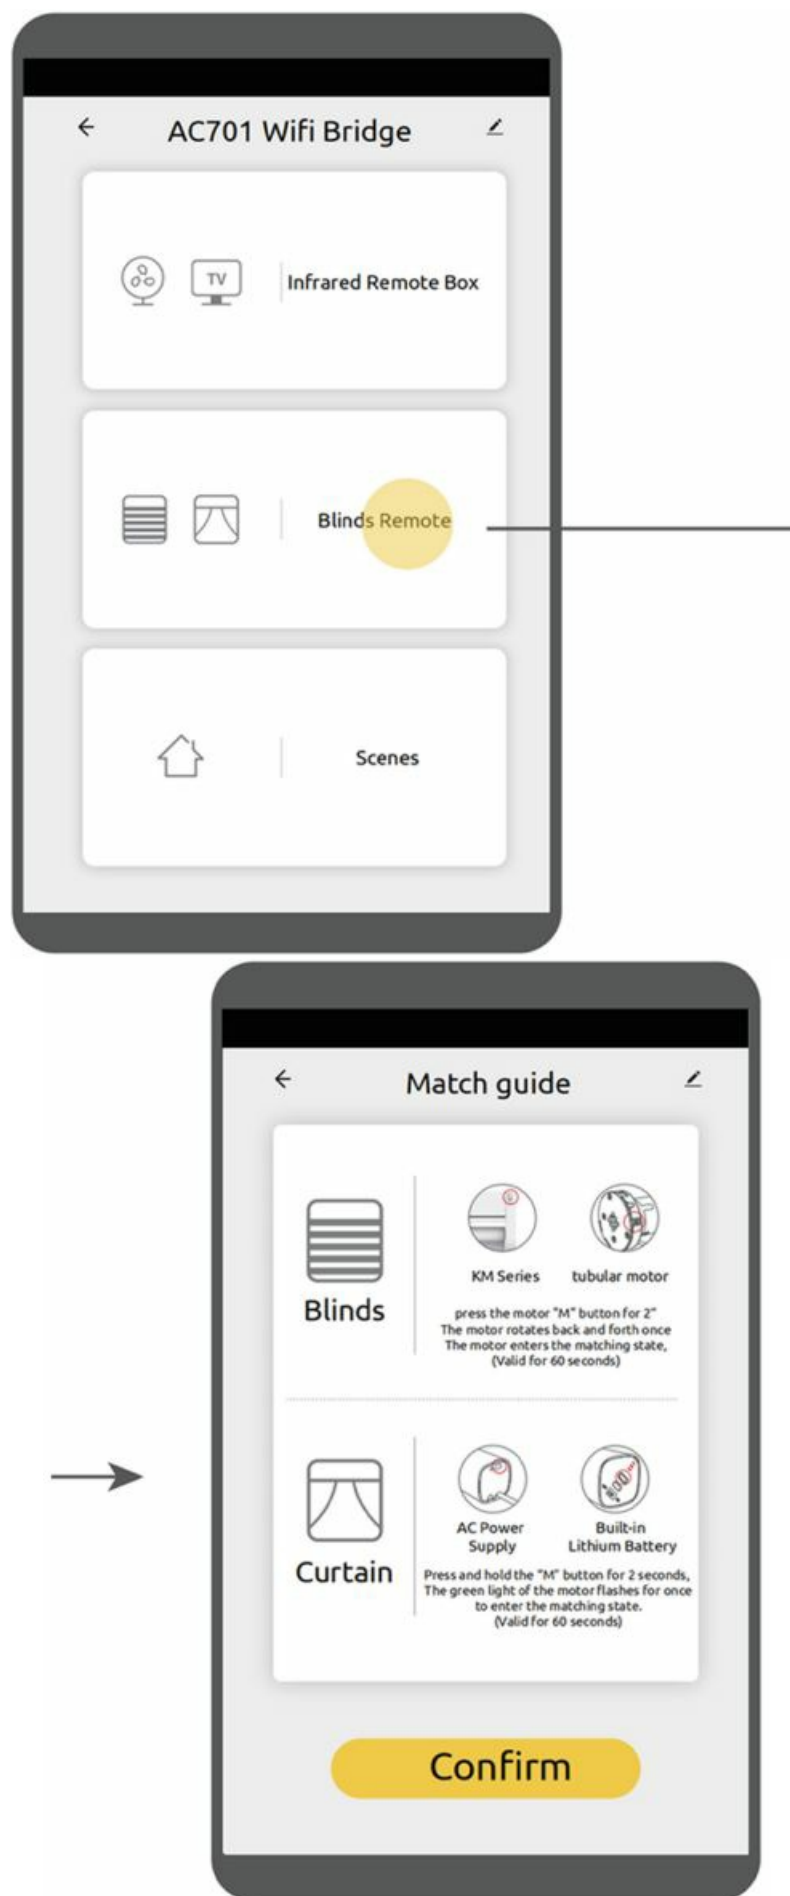 AC701 Wifi Bridge
TV
Infrared Remote Box
Blinds Remote
Scenes
Match guide
KM Series
tubular motor
Blinds
press the motor "M" button for 2"
The motor rotates back and forth once
The motor enters the matching state,
(Valid for 60 seconds)
AC Power
Supply
Built-in
Lithium Battery
Curtain
Press and hold the "M" button for 2 seconds,
The green light of the motor flashes for once
to enter the matching state.
(Valid for 60 seconds)
Confirm